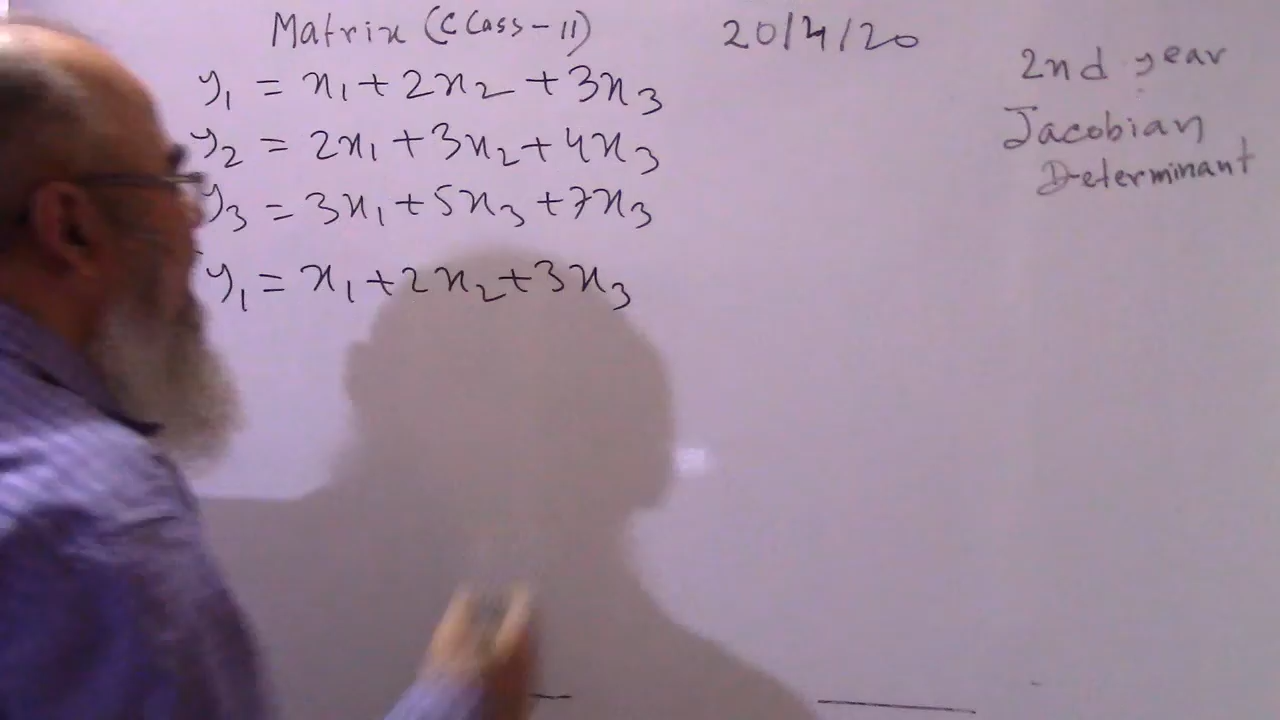 Matrix (Class-11)
20/4/20
2nd year
Jacobian
Determinant
y₁ = x₁ + 2x₂ + 3x₃
y₂ = 2x₁ + 3x₂ + 4x₃
y₃ = 3x₁ + 5x₃ + 7x₃
y₁ = x₁ + 2x₂ + 3x₃